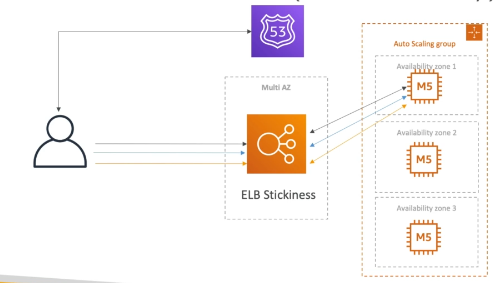 53
Auto Scaling group
Availability zone 1
M5
Multi AZ
ELB Stickiness
Availability zone 2
M5
Availability zone 3
M5